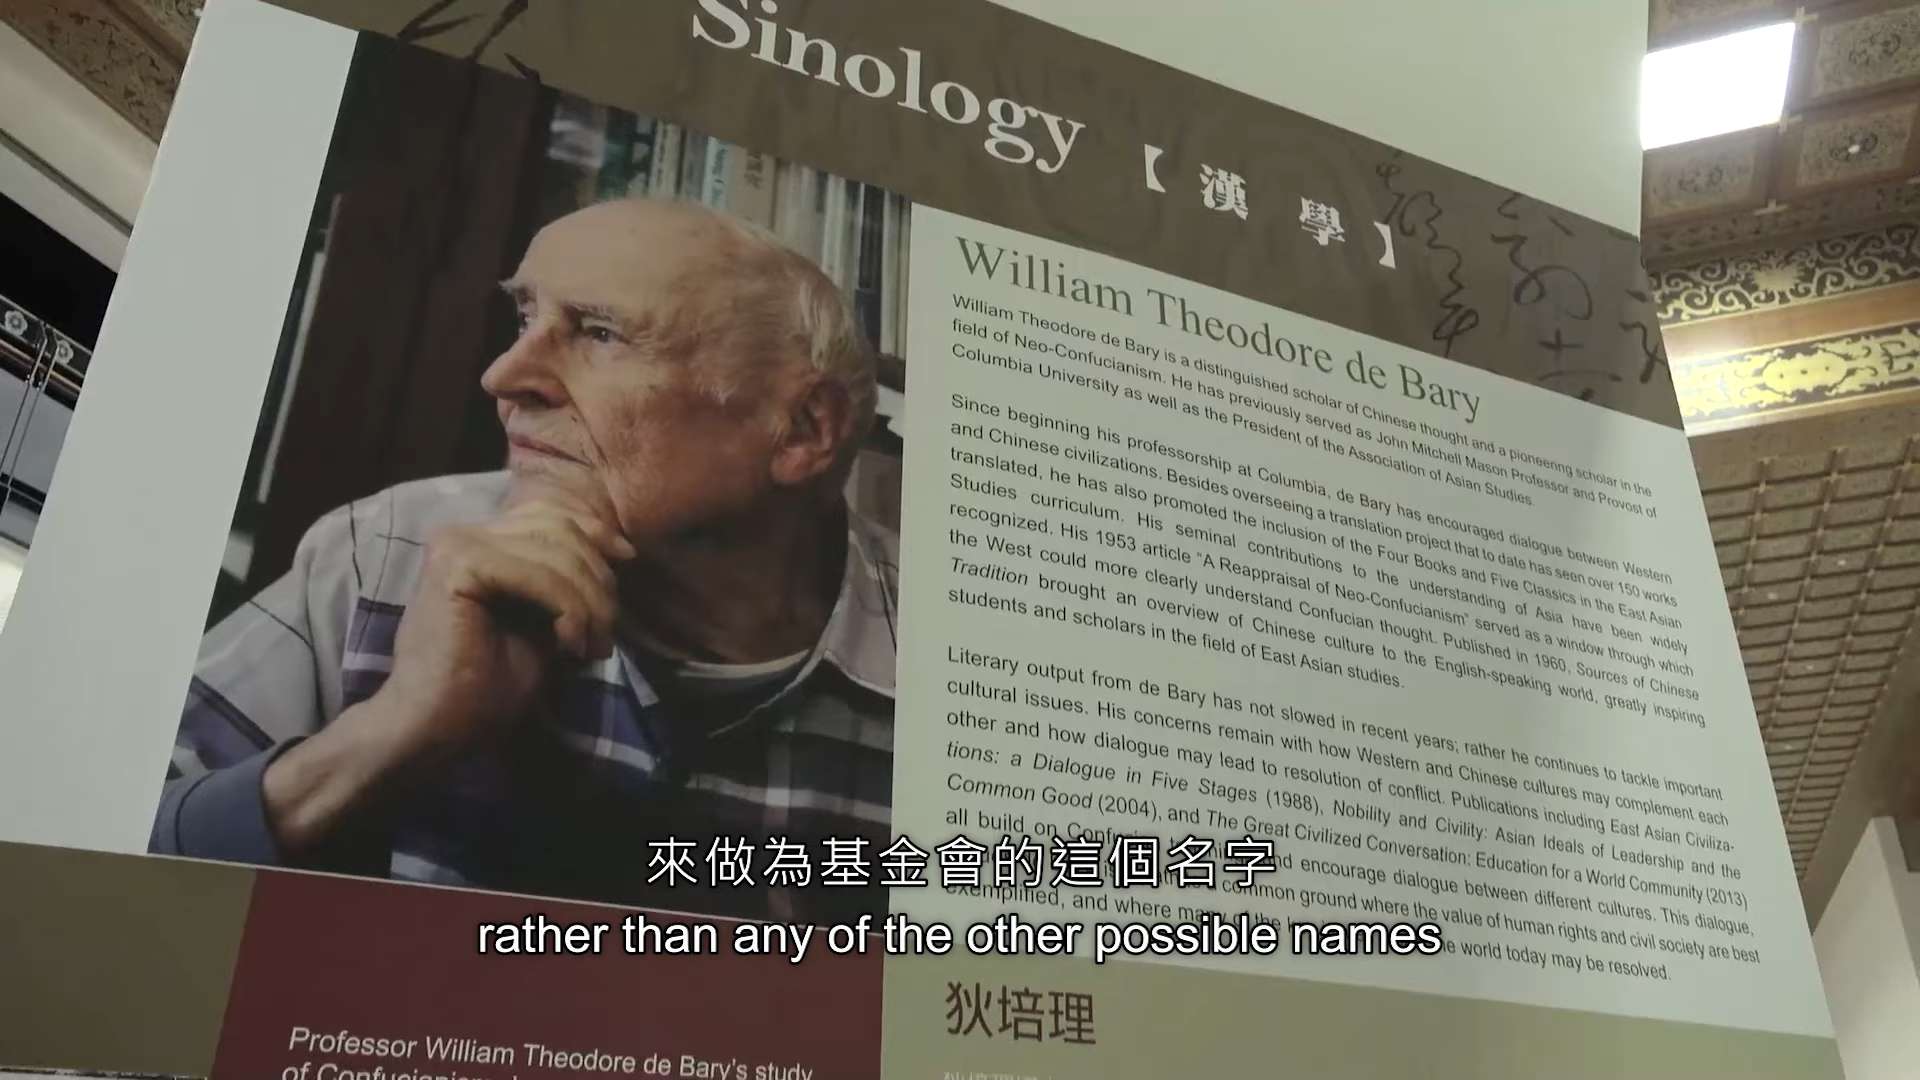 Sinology 【漢學】
William Theodore de Bary
William Theodore de Bary is a distinguished scholar of Chinese thought and a pioneering scholar in the
field of Neo-Confucianism. He has previously served as John Mitchell Mason Professor and Provost of
Columbia University as well as the President of the Association of Asian Studies.
Since beginning his professorship at Columbia, de Bary has encouraged dialogue between Western
and Chinese civilizations. Besides overseeing a translation project that to date has seen over 150 works
translated, he has also promoted the inclusion of the Four Books and Five Classics in the East Asian
Studies curriculum. His seminal contributions to the understanding of Asia have been widely
recognized. His 1953 article “A Reappraisal of Neo-Confucianism” served as a window through which
the West could more clearly understand Confucian thought. Published in 1960, Sources of Chinese
Tradition brought an overview of Chinese culture to the English-speaking world, greatly inspiring
students and scholars in the field of East Asian studies.
Literary output from de Bary has not slowed in recent years; rather he continues to tackle important
cultural issues. His concerns remain with how Western and Chinese cultures may complement each
other and how dialogue may lead to resolution of conflict. Publications including East Asian Civiliza-
tions: a Dialogue in Five Stages (1988), Nobility and Civility: Asian Ideals of Leadership and the
Common Good (2004), and The Great Civilized Conversation: Education for a World Community (2013)
all build on and encourage dialogue between different cultures. This dialogue,
common ground where the value of human rights and civil society are best
exemplified, and where many of the world today may be resolved.
來做為基金會的這個名字
rather than any of the other possible names
狄培理
Professor William Theodore de Bary's study
of